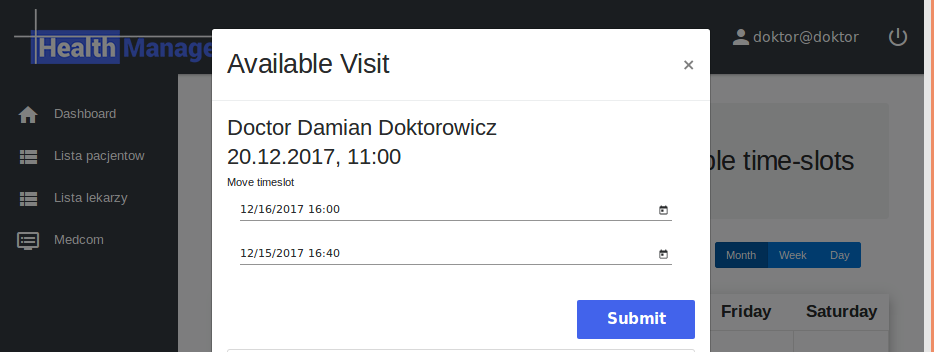 Health Manage
doktor@doktor
Dashboard
Lista pacjentow
Lista lekarzy
Medcom
Available Visit
×
Doctor Damian Doktorowicz
20.12.2017, 11:00
Move timeslot
12/16/2017 16:00
12/15/2017 16:40
Submit
ble time-slots
Month Week Day
Friday Saturday